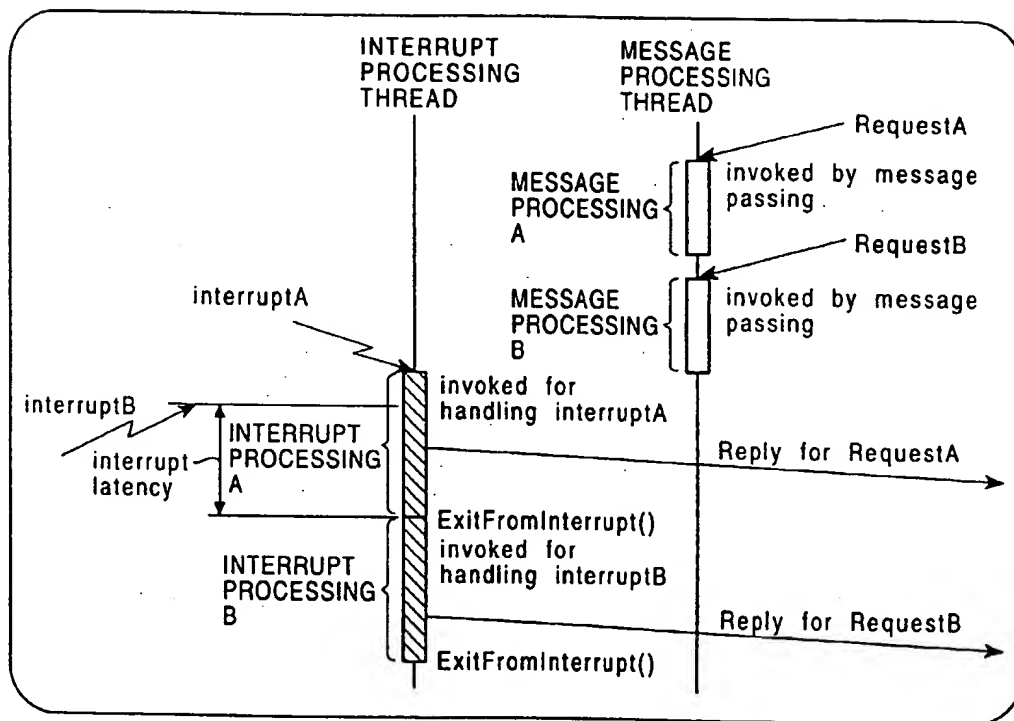 INTERRUPT
PROCESSING
THREAD
MESSAGE
PROCESSING
THREAD
RequestA
MESSAGE
PROCESSING
A
invoked by message
passing
RequestB
MESSAGE
PROCESSING
B
invoked by message
passing
interruptA
invoked for
handling interruptA
interruptB
interrupt
latency
INTERRUPT
PROCESSING
A
Reply for RequestA
ExitFromInterrupt()
invoked for
handling interruptB
INTERRUPT
PROCESSING
B
Reply for RequestB
ExitFromInterrupt()